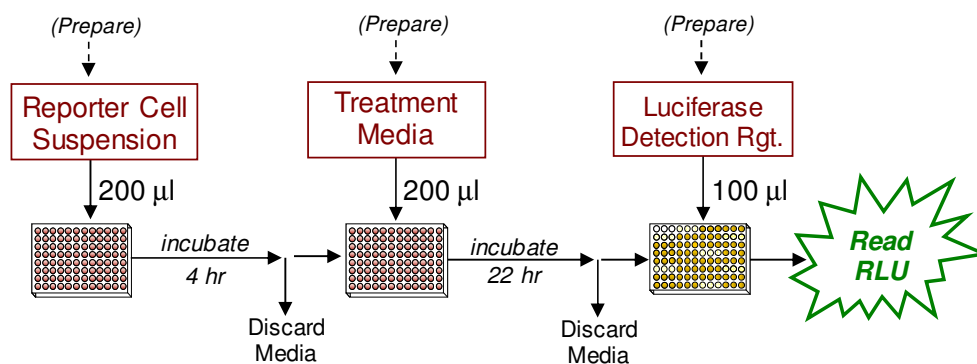 (Prepare)
(Prepare)
(Prepare)
Reporter Cell
Suspension
Treatment
Media
Luciferase
Detection Rgt.
200 µl
200 µl
100 µl
incubate
4 hr
incubate
22 hr
Read
RLU
Discard
Media
Discard
Media